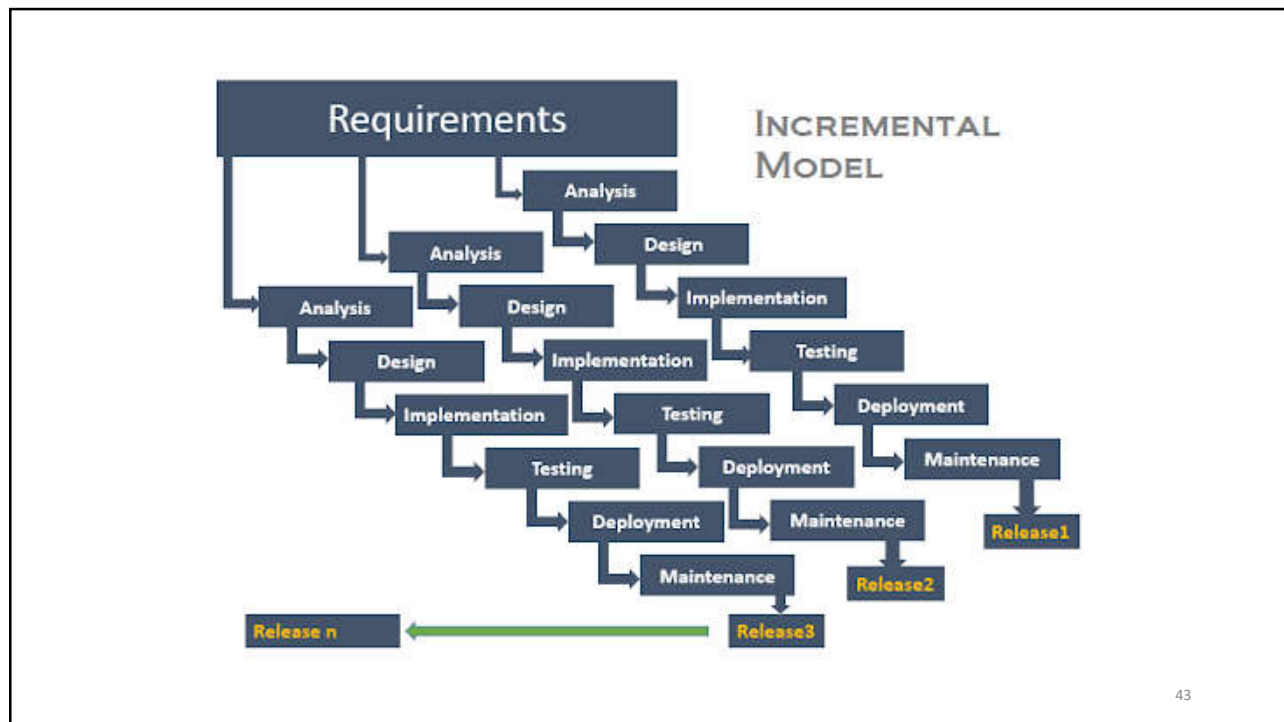 Requirements
INCREMENTAL
MODEL
Analysis
Design
Implementation
Testing
Deployment
Maintenance
Release1
Analysis
Design
Implementation
Testing
Deployment
Maintenance
Release2
Analysis
Design
Implementation
Testing
Deployment
Maintenance
Release3
Release n
43